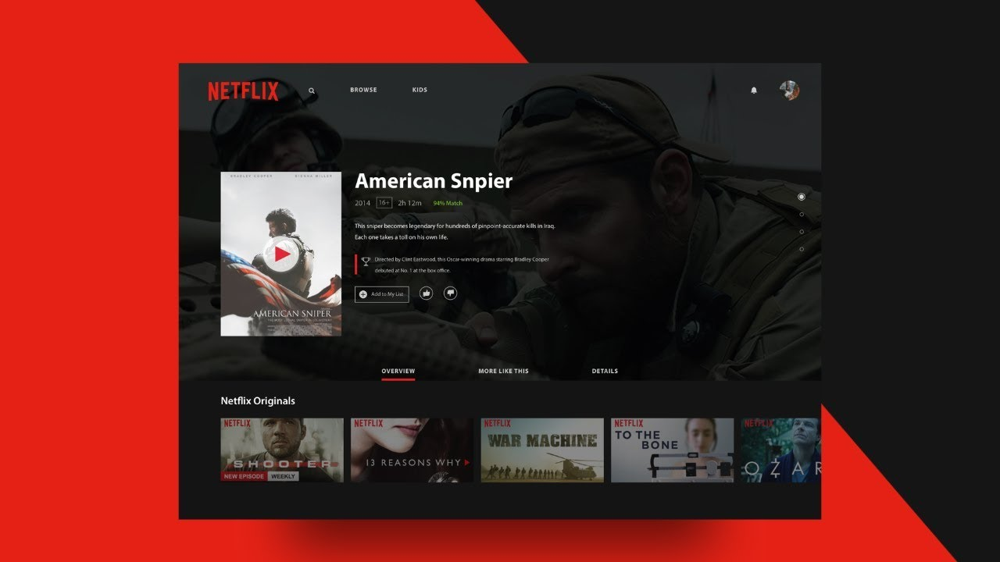 NETFLIX
BROWSE
KIDS
BRADLEY COOPER SIENNA MILLER
AMERICAN SNIPER
American Snpier
2014 16+ 2h 12m 94% Match
This sniper becomes legendary for hundreds of pinpoint-accurate kills in Iraq.
Each one takes a toll on his own life.
Directed by Clint Eastwood, this Oscar-winning drama starring Bradley Cooper
debuted at No. 1 at the box office.
Add to My List
OVERVIEW
MORE LIKE THIS
DETAILS
Netflix Originals
NETFLIX
SHOOTER
NEW EPISODE WEEKLY
NETFLIX
13 REASONS WHY
NETFLIX
WAR MACHINE
NETFLIX
TO THE
BONE
NETFLIX
OZAR